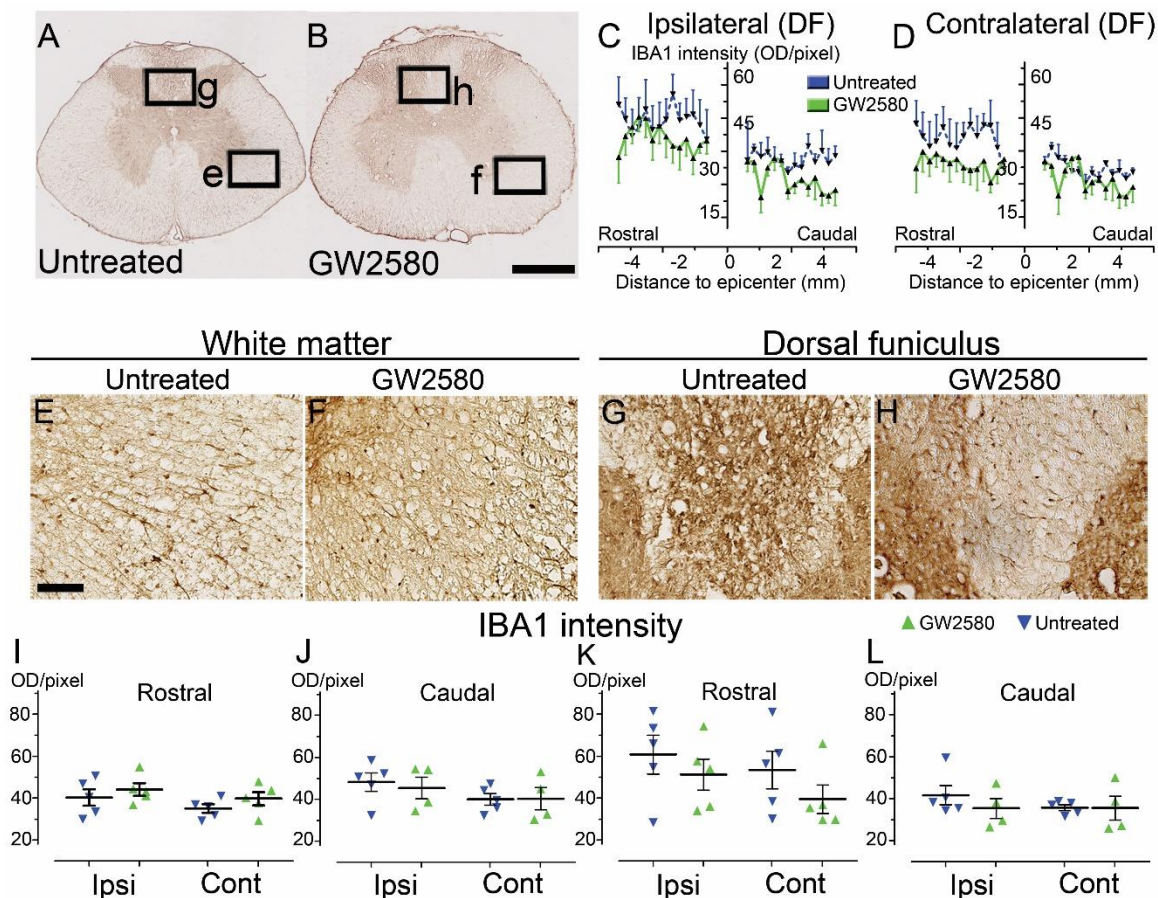 A
B
g
h
e
f
Untreated
GW2580
Ipsilateral (DF)
Contralateral (DF)
C
IBA1 intensity (OD/pixel)
D
Untreated
GW2580
60
45
30
15
60
45
30
15
Rostral
Caudal
-4
-2
0
2
4
Distance to epicenter (mm)
Rostral
Caudal
-4
-2
0
2
4
Distance to epicenter (mm)
White matter
Dorsal funiculus
Untreated
GW2580
Untreated
GW2580
E
F
G
H
IBA1 intensity
GW2580
Untreated
I
OD/pixel
Rostral
80
60
40
20
Ipsi
Cont
J
OD/pixel
Caudal
80
60
40
20
Ipsi
Cont
K
OD/pixel
Rostral
80
60
40
20
Ipsi
Cont
L
OD/pixel
Caudal
80
60
40
20
Ipsi
Cont